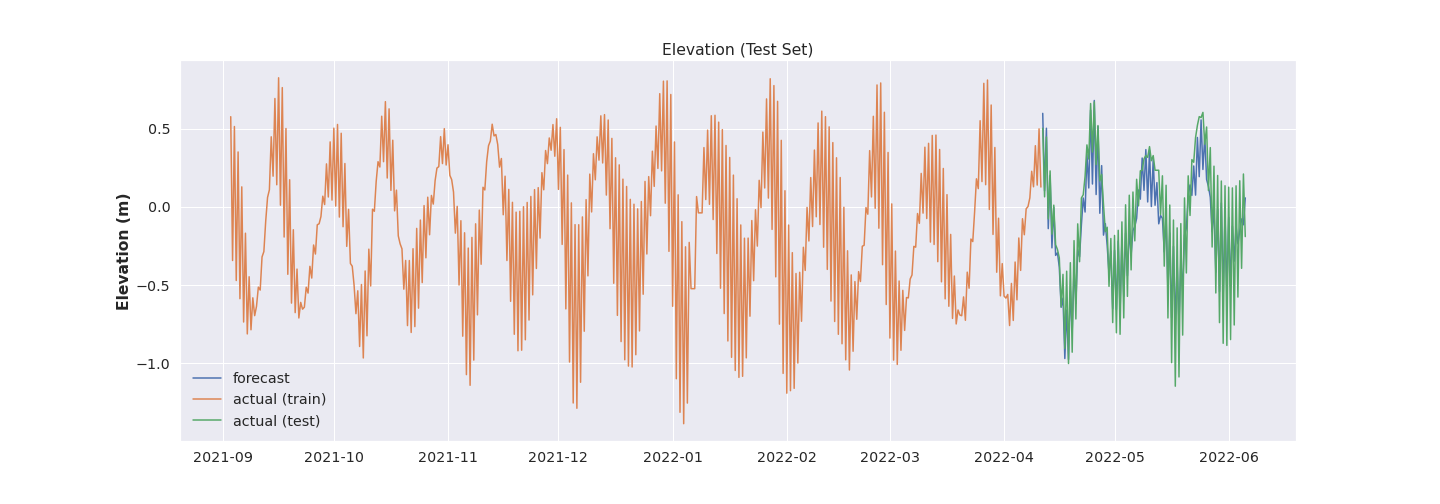 Elevation (Test Set)
Elevation (m)
0.5
0.0
−0.5
−1.0
forecast
actual (train)
actual (test)
2021-09 2021-10 2021-11 2021-12 2022-01 2022-02 2022-03 2022-04 2022-05 2022-06